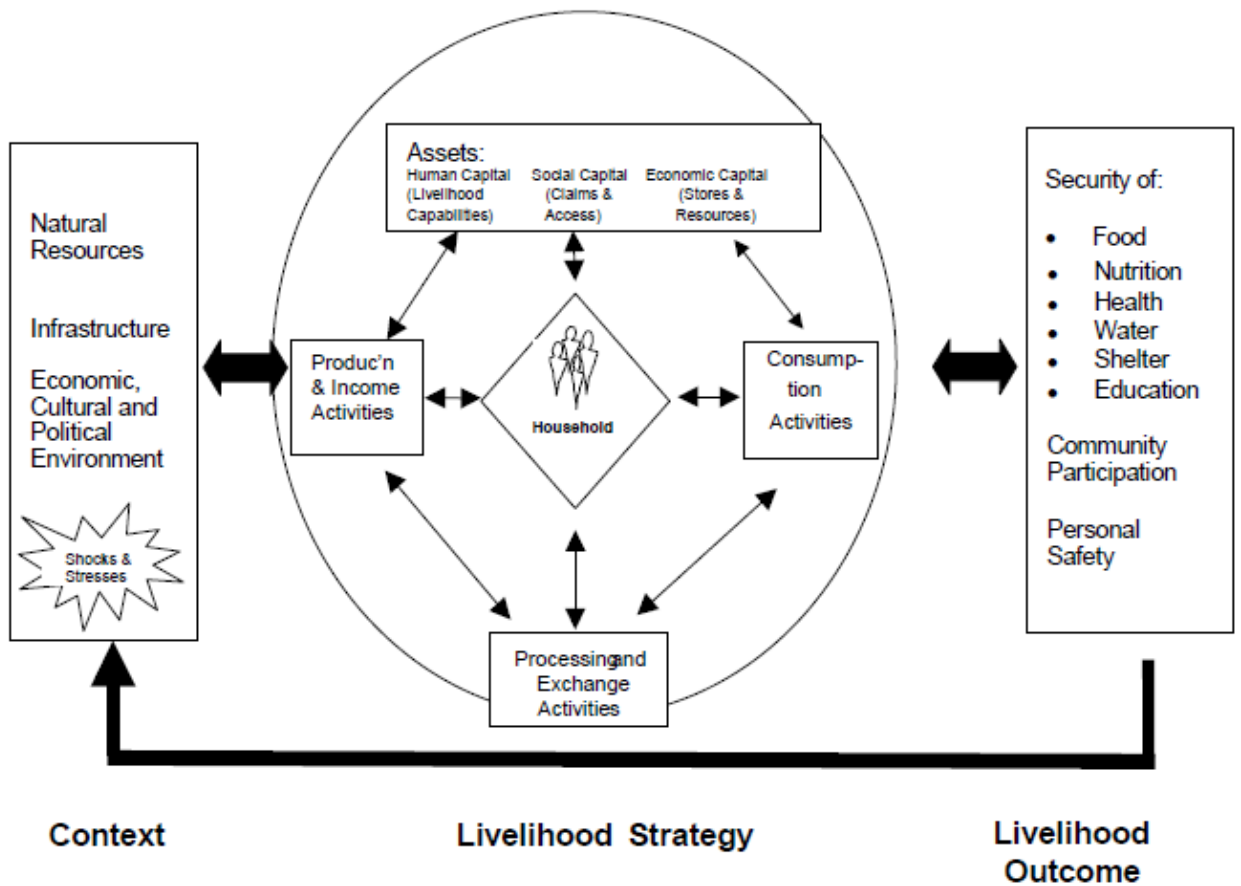 Natural
Resources
Infrastructure
Economic,
Cultural and
Political
Environment
Shocks &
Stresses
Assets:
Human Capital
(Livelihood
Capabilities)
Social Capital
(Claims &
Access)
Economic Capital
(Stores &
Resources)
Produc'n
& Income
Activities
Household
Consump-
tion
Activities
Processing and
Exchange
Activities
Security of:
• Food
• Nutrition
• Health
• Water
• Shelter
• Education
Community
Participation
Personal
Safety
Context
Livelihood Strategy
Livelihood
Outcome